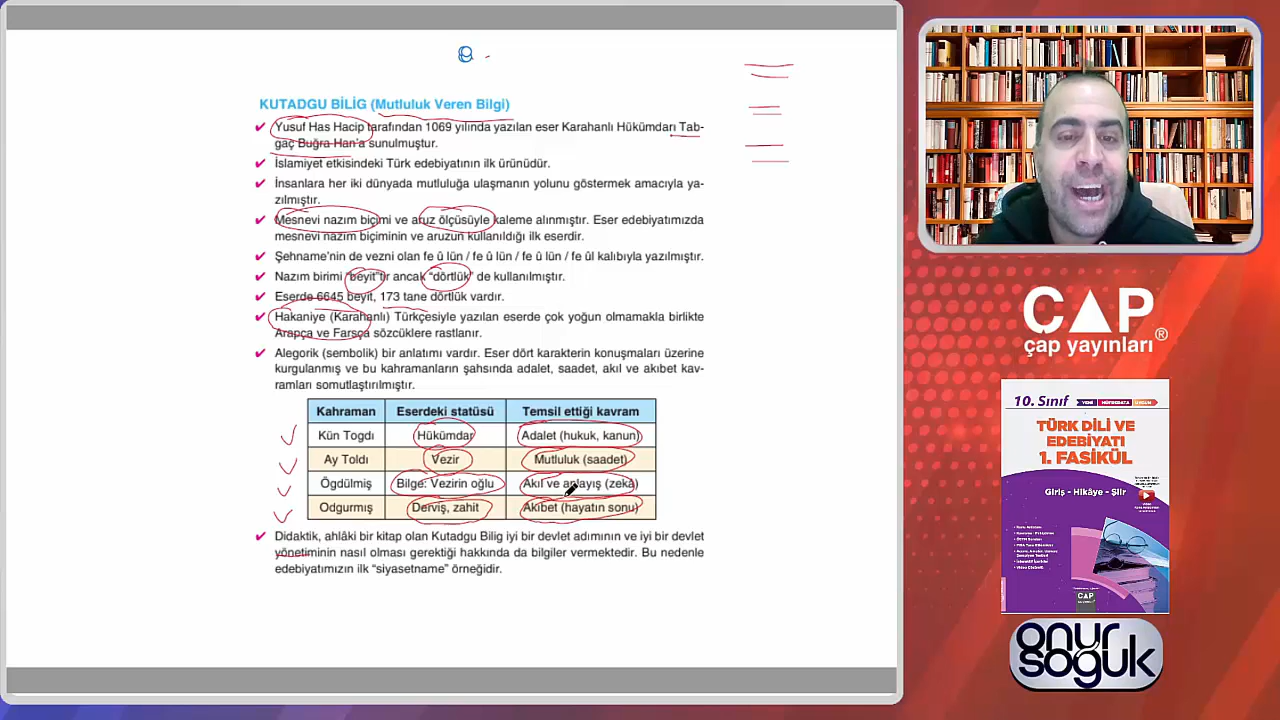 KUTADGU BİLİG (Mutluluk Veren Bilgi)
✔ Yusuf Has Hacip tarafından 1069 yılında yazılan eser Karahanlı Hükümdarı Tab-
gaç Buğra Han'a sunulmuştur.
✔ İslamiyet etkisindeki Türk edebiyatının ilk ürünüdür.
✔ İnsanlara her iki dünyada mutluluğa ulaşmanın yolunu göstermek amacıyla ya-
zılmıştır.
✔ Mesnevi nazım biçimi ve aruz ölçüsüyle kaleme alınmıştır. Eser edebiyatımızda
mesnevi nazım biçiminin ve aruzun kullanıldığı ilk eserdir.
✔ Şehname'nin de vezni olan fe û lün / fe û lün / fe û lün / fe ûl kalıbıyla yazılmıştır.
✔ Nazım birimi "beyit"tir ancak "dörtlük" de kullanılmıştır.
✔ Eserde 6645 beyit, 173 tane dörtlük vardır.
✔ Hakaniye (Karahanlı) Türkçesiyle yazılan eserde çok yoğun olmamakla birlikte
Arapça ve Farsça sözcüklere rastlanır.
✔ Alegorik (sembolik) bir anlatımı vardır. Eser dört karakterin konuşmaları üzerine
kurgulanmış ve bu kahramanların şahsında adalet, saadet, akıl ve akıbet kav-
ramları somutlaştırılmıştır.
Kahraman Eserdeki statüsü Temsil ettiği kavram
Kün Togdı Hükümdar Adalet (hukuk, kanun)
Ay Toldı Vezir Mutluluk (saadet)
Ögdülmiş Bilge: Vezirin oğlu Akıl ve anlayış (zekâ)
Odgurmış Derviş, zahit Akıbet (hayatın sonu)
✔ Didaktik, ahlâki bir kitap olan Kutadgu Bilig iyi bir devlet adımının ve iyi bir devlet
yönetiminin nasıl olması gerektiği hakkında da bilgiler vermektedir. Bu nedenle
edebiyatımızın ilk "siyasetname" örneğidir.
ÇAP
çap yayınları®
10. Sınıf
TÜRK DİLİ VE
EDEBİYATI
1. FASİKÜL
Giriş - Hikâye - Şiir
ÇAP
onur
soğuk